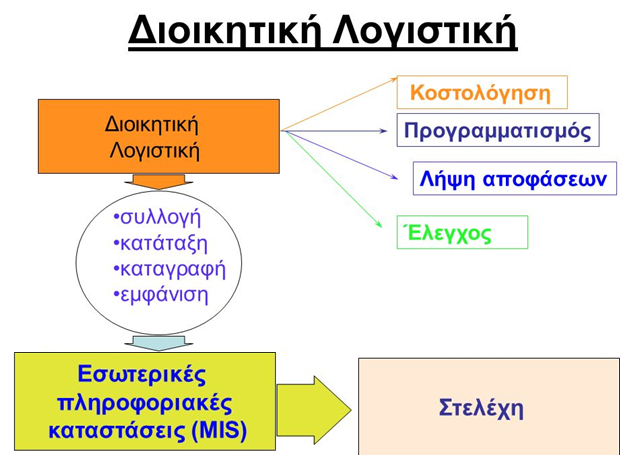 Διοικητική Λογιστική
Διοικητική
Λογιστική
Κοστολόγηση
Προγραμματισμός
Λήψη αποφάσεων
Έλεγχος
•συλλογή
•κατάταξη
•καταγραφή
•εμφάνιση
Εσωτερικές
πληροφοριακές
καταστάσεις (MIS)
Στελέχη